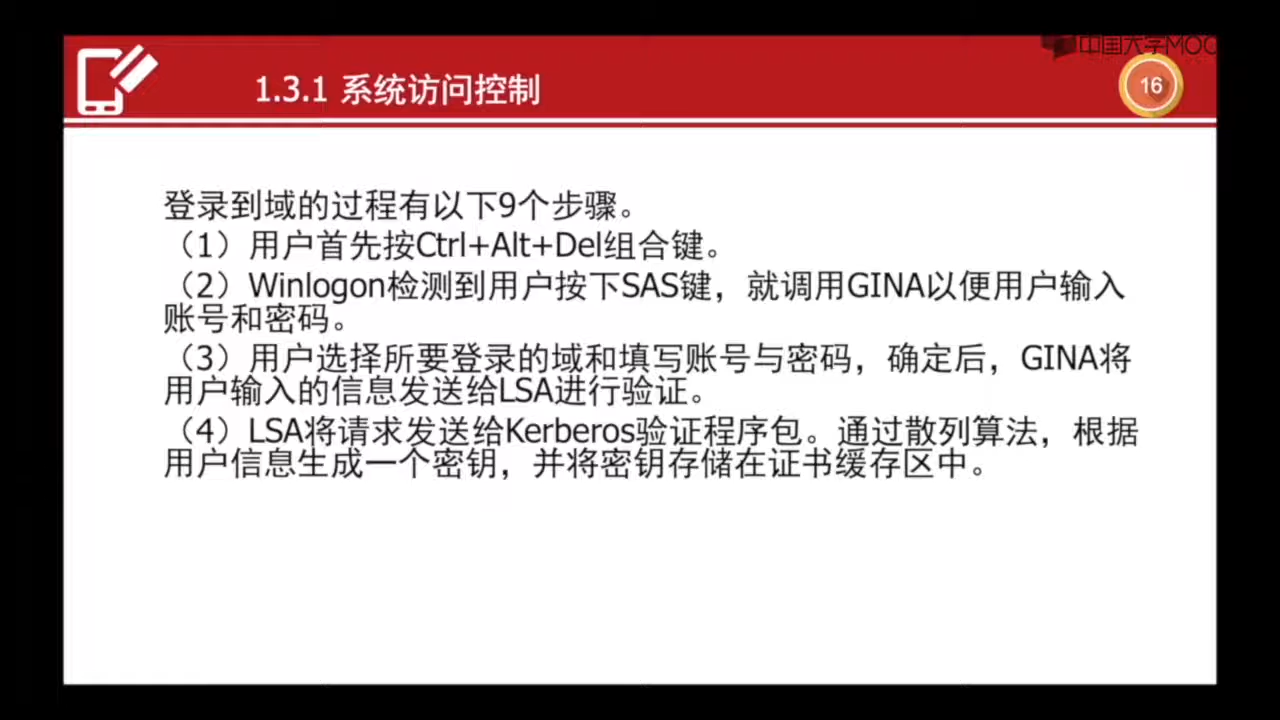 中国大学MOO
1.3.1 系统访问控制
16
登录到域的过程有以下9个步骤。
（1）用户首先按Ctrl+Alt+Del组合键。
（2）Winlogon检测到用户按下SAS键，就调用GINA以便用户输入
账号和密码。
（3）用户选择所要登录的域和填写账号与密码，确定后，GINA将
用户输入的信息发送给LSA进行验证。
（4）LSA将请求发送给Kerberos验证程序包。通过散列算法，根据
用户信息生成一个密钥，并将密钥存储在证书缓存区中。